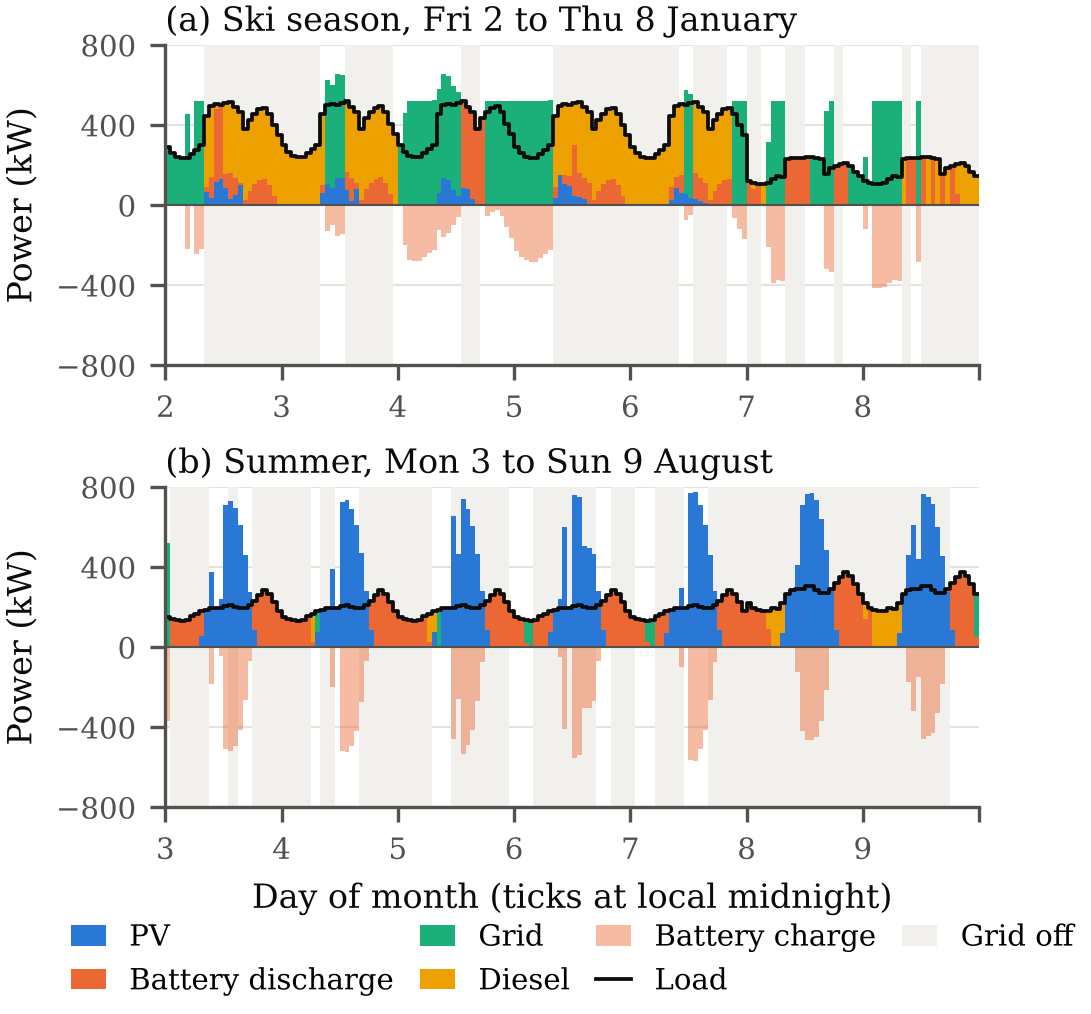 (a) Ski season, Fri 2 to Thu 8 January
Power (kW)
800
400
0
−400
−800
2 3 4 5 6 7 8
(b) Summer, Mon 3 to Sun 9 August
Power (kW)
800
400
0
−400
−800
3 4 5 6 7 8 9
Day of month (ticks at local midnight)
PV Grid Battery charge Grid off
Battery discharge Diesel Load